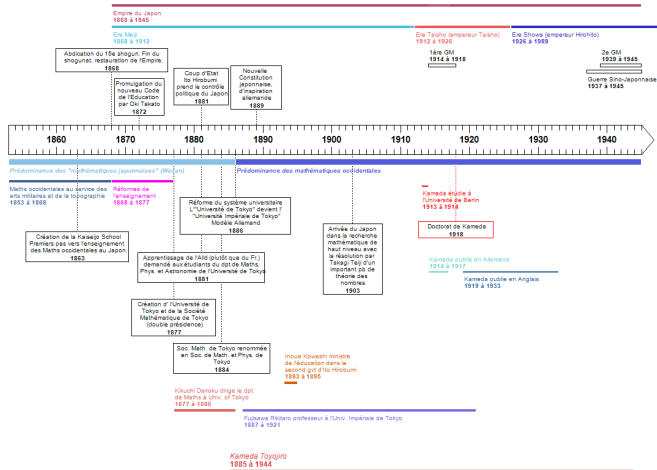 Empire du Japon
1868 à 1945
Ere Meiji
1868 à 1912
Ere Taisho (empereur Taisho)
1912 à 1926
Ere Showa (empereur Hirohito)
1926 à 1989
Abdication du 15e shogun. Fin du
shogunat, restauration de l'Empire.
1868
Promulgation du
nouveau Code
de l'Education
par Oki Takato
1872
Coup d'Etat
Ito Hirobumi
prend le contrôle
politique du Japon
1881
Nouvelle
Constitution
japonnaise,
d'inspiration
allemande
1889
1ère GM
1914 à 1918
2e GM
1939 à 1945
Guerre Sino-Japonnaise
1937 à 1945
1860
1870
1880
1890
1900
1910
1920
1930
1940
Prédominance des "mathématiques japonnaises" (Wasan)
Prédominance des mathématiques occidentales
Maths occidentales au service des
arts militaires et de la topographie
1853 à 1868
Réformes de
l'enseignement
1868 à 1877
Création de la Kaiseijo School
Premiers pas vers l'enseignement
des Maths occidentales au Japon.
1863
Réforme du système universitaire
L'"Université de Tokyo" devient l'
"Université Impériale de Tokyo"
Modèle Allemand
1886
Apprentissage de l'Alld (plutôt que du Fr.)
demandé aux étudiants du dpt de Maths,
Phys. et Astronomie de l'Université de Tokyo
1881
Création d' l'Université de
Tokyo et de la Société
Mathématique de Tokyo
(double présidence)
1877
Soc. Math. de Tokyo renommée
en Soc. de Math. et Phys. de
Tokyo
1884
Arrivée du Japon
dans la recherche
mathématique de
haut niveau avec
la résolution par
Takagi Teiji d'un
important pb de
théorie des
nombres
1903
Kameda étudie à
l'Université de Berlin
1913 à 1914
Doctorat de Kameda
1918
Kameda publie en Allemand
1914 à 1917
Kameda publie en Anglais
1919 à 1933
Inoue Kowashi ministre
de l'éducation dans le
second gvt d'Ito Hirobumi
1893 à 1895
Kikuchi Dairoku dirige le dpt.
de Maths à Univ. of Tokyo
1877 à 1886
Fujisawa Rikitaro professeur à l'Univ. Impériale de Tokyo
1887 à 1921
Kameda Toyojiro
1885 à 1944